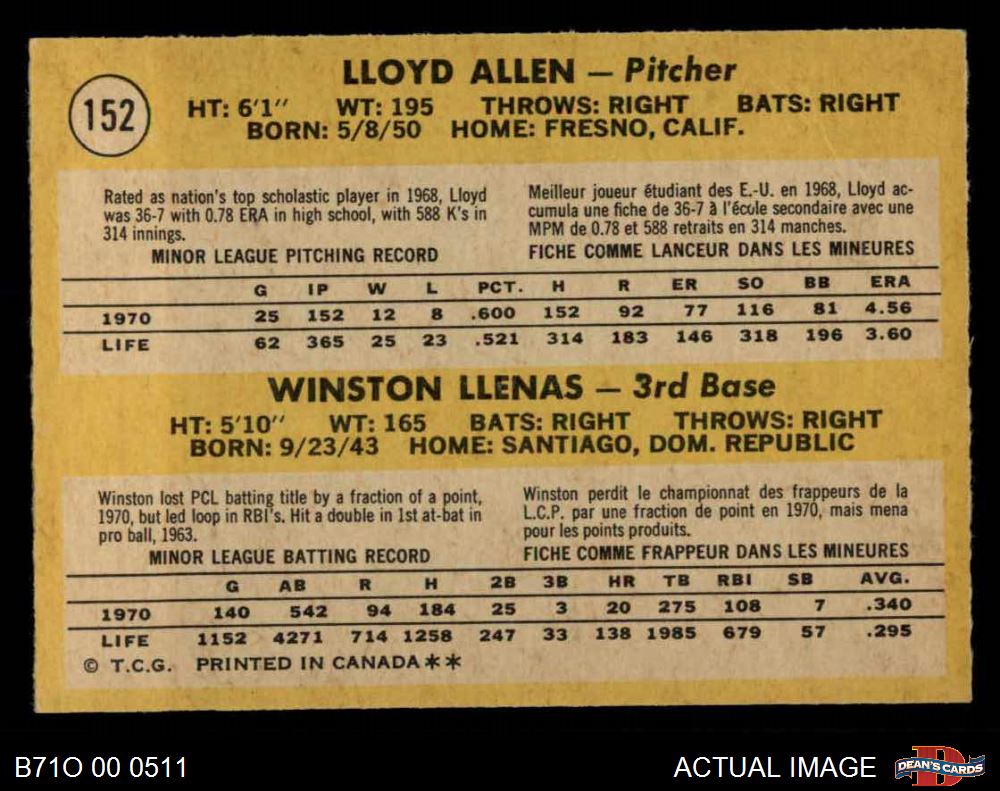 152
LLOYD ALLEN — Pitcher
HT: 6'1" WT: 195 THROWS: RIGHT BATS: RIGHT
BORN: 5/8/50 HOME: FRESNO, CALIF.
Rated as nation's top scholastic player in 1968, Lloyd
was 36-7 with 0.78 ERA in high school, with 588 K's in
314 innings.
MINOR LEAGUE PITCHING RECORD
Meilleur joueur étudiant des E.-U. en 1968, Lloyd ac-
cumula une fiche de 36-7 à l'école secondaire avec une
MPM de 0.78 et 588 retraits en 314 manches.
FICHE COMME LANCEUR DANS LES MINEURES
G IP W L PCT. H R ER SO BB ERA
1970 25 152 12 8 .600 152 92 77 116 81 4.56
LIFE 62 365 25 23 .521 314 183 146 318 196 3.60
WINSTON LLENAS — 3rd Base
HT: 5'10" WT: 165 BATS: RIGHT THROWS: RIGHT
BORN: 9/23/43 HOME: SANTIAGO, DOM. REPUBLIC
Winston lost PCL batting title by a fraction of a point,
1970, but led loop in RBI's. Hit a double in 1st at-bat in
pro ball, 1963.
MINOR LEAGUE BATTING RECORD
Winston perdit le championnat des frappeurs de la
L.C.P. par une fraction de point en 1970, mais mena
pour les points produits.
FICHE COMME FRAPPEUR DANS LES MINEURES
G AB R H 2B 3B HR TB RBI SB AVG.
1970 140 542 94 184 25 3 20 275 108 7 .340
LIFE 1152 4271 714 1258 247 33 138 1985 679 57 .295
© T.C.G. PRINTED IN CANADA**
B71O 00 0511
ACTUAL IMAGE
D
DEAN'S CARDS